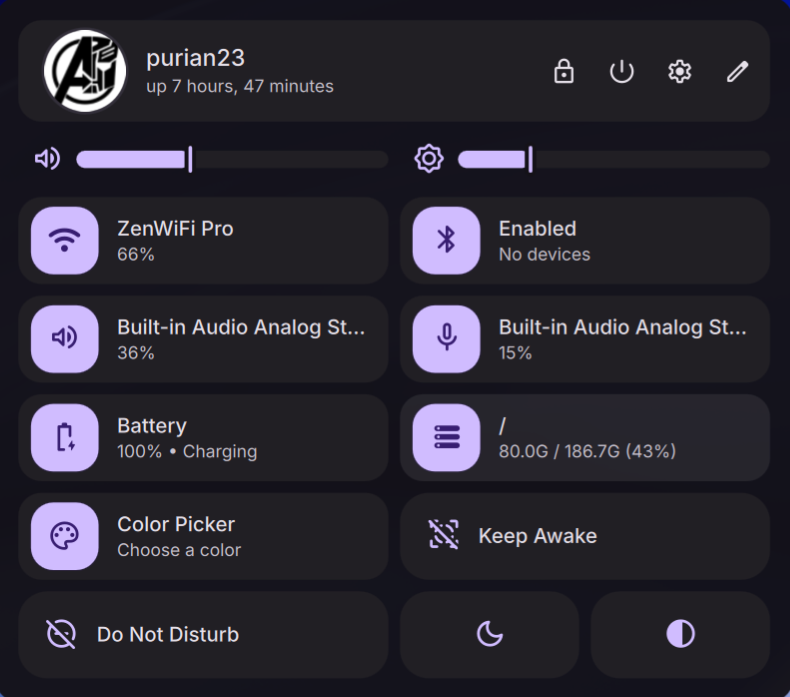 purian23
up 7 hours, 47 minutes
ZenWiFi Pro
66%
Enabled
No devices
Built-in Audio Analog St...
36%
Built-in Audio Analog St...
15%
Battery
100% • Charging
/
80.0G / 186.7G (43%)
Color Picker
Choose a color
Keep Awake
Do Not Disturb